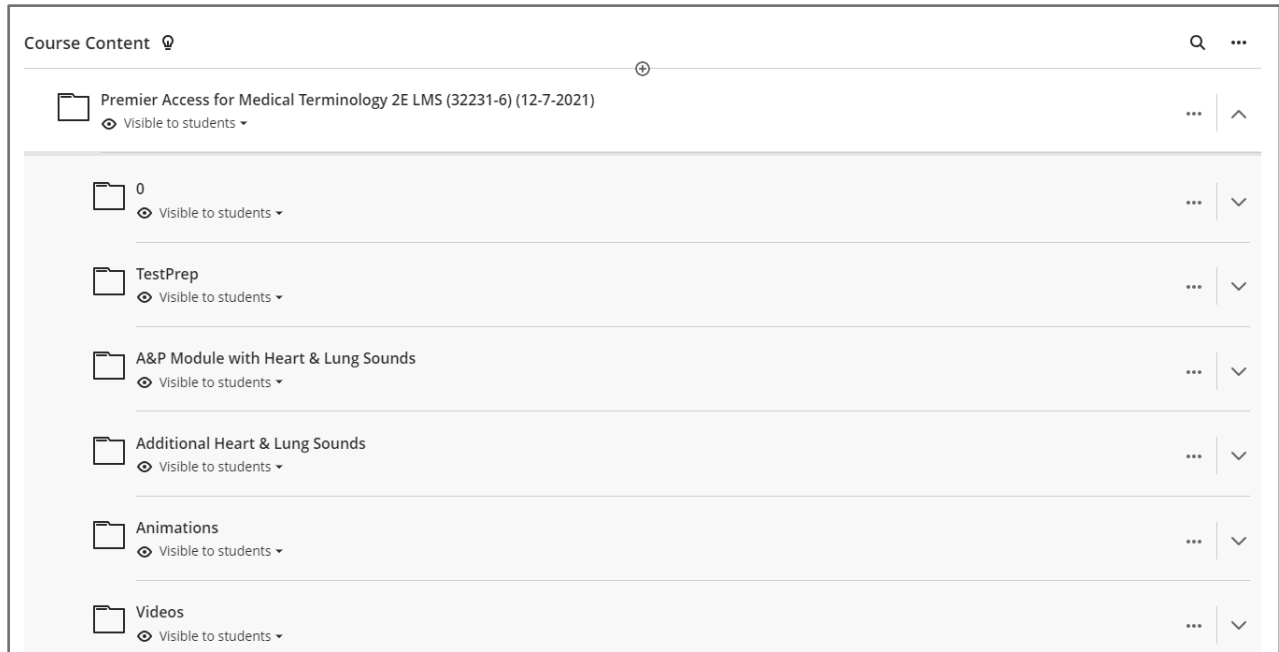 Course Content
Premier Access for Medical Terminology 2E LMS (32231-6) (12-7-2021)
Visible to students
0
Visible to students
TestPrep
Visible to students
A&P Module with Heart & Lung Sounds
Visible to students
Additional Heart & Lung Sounds
Visible to students
Animations
Visible to students
Videos
Visible to students